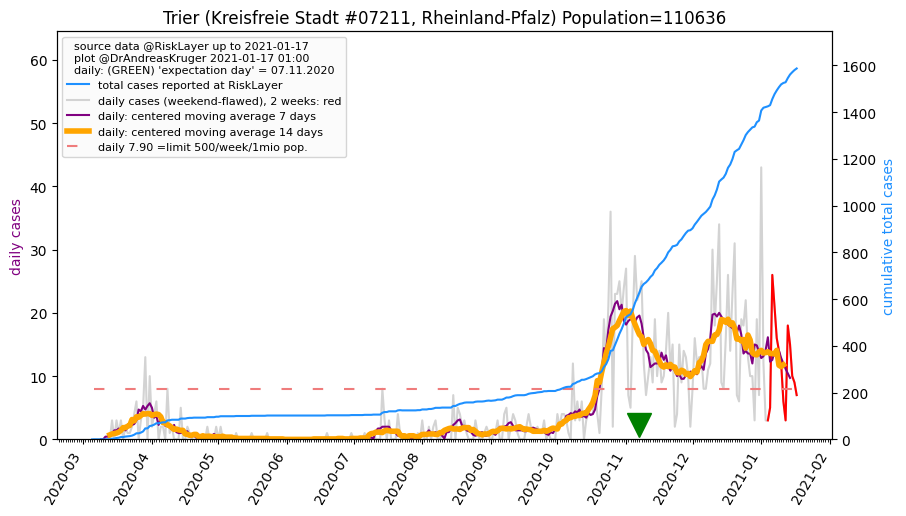 Trier (Kreisfreie Stadt #07211, Rheinland-Pfalz) Population=110636
source data @RiskLayer up to 2021-01-17
plot @DrAndreasKruger 2021-01-17 01:00
daily: (GREEN) 'expectation day' = 07.11.2020
total cases reported at RiskLayer
daily cases (weekend-flawed), 2 weeks: red
daily: centered moving average 7 days
daily: centered moving average 14 days
daily 7.90 =limit 500/week/1mio pop.
daily cases
60
50
40
30
20
10
0
cumulative total cases
1600
1400
1200
1000
800
600
400
200
0
2020-03
2020-04
2020-05
2020-06
2020-07
2020-08
2020-09
2020-10
2020-11
2020-12
2021-01
2021-02